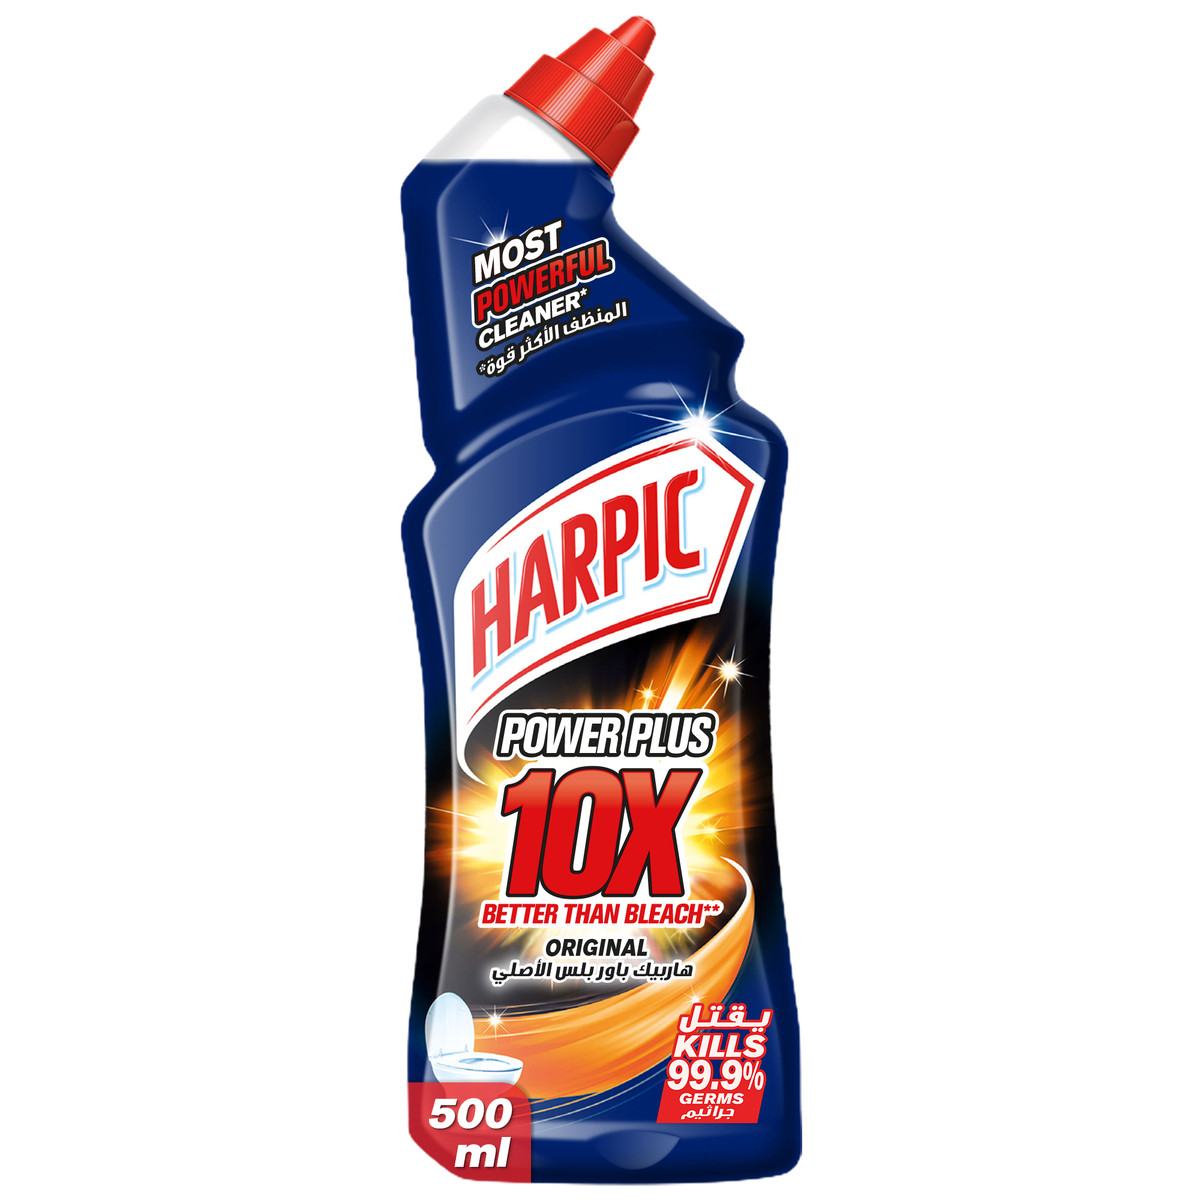 MOST
POWERFUL
CLEANER*
المنظف الأكثر قوة*
HARPIC
POWER PLUS
10X
BETTER THAN BLEACH**
ORIGINAL
هاربيك باور بلس الأصلي
يقتل
KILLS
99.9%
GERMS
جراثيم
500
ml